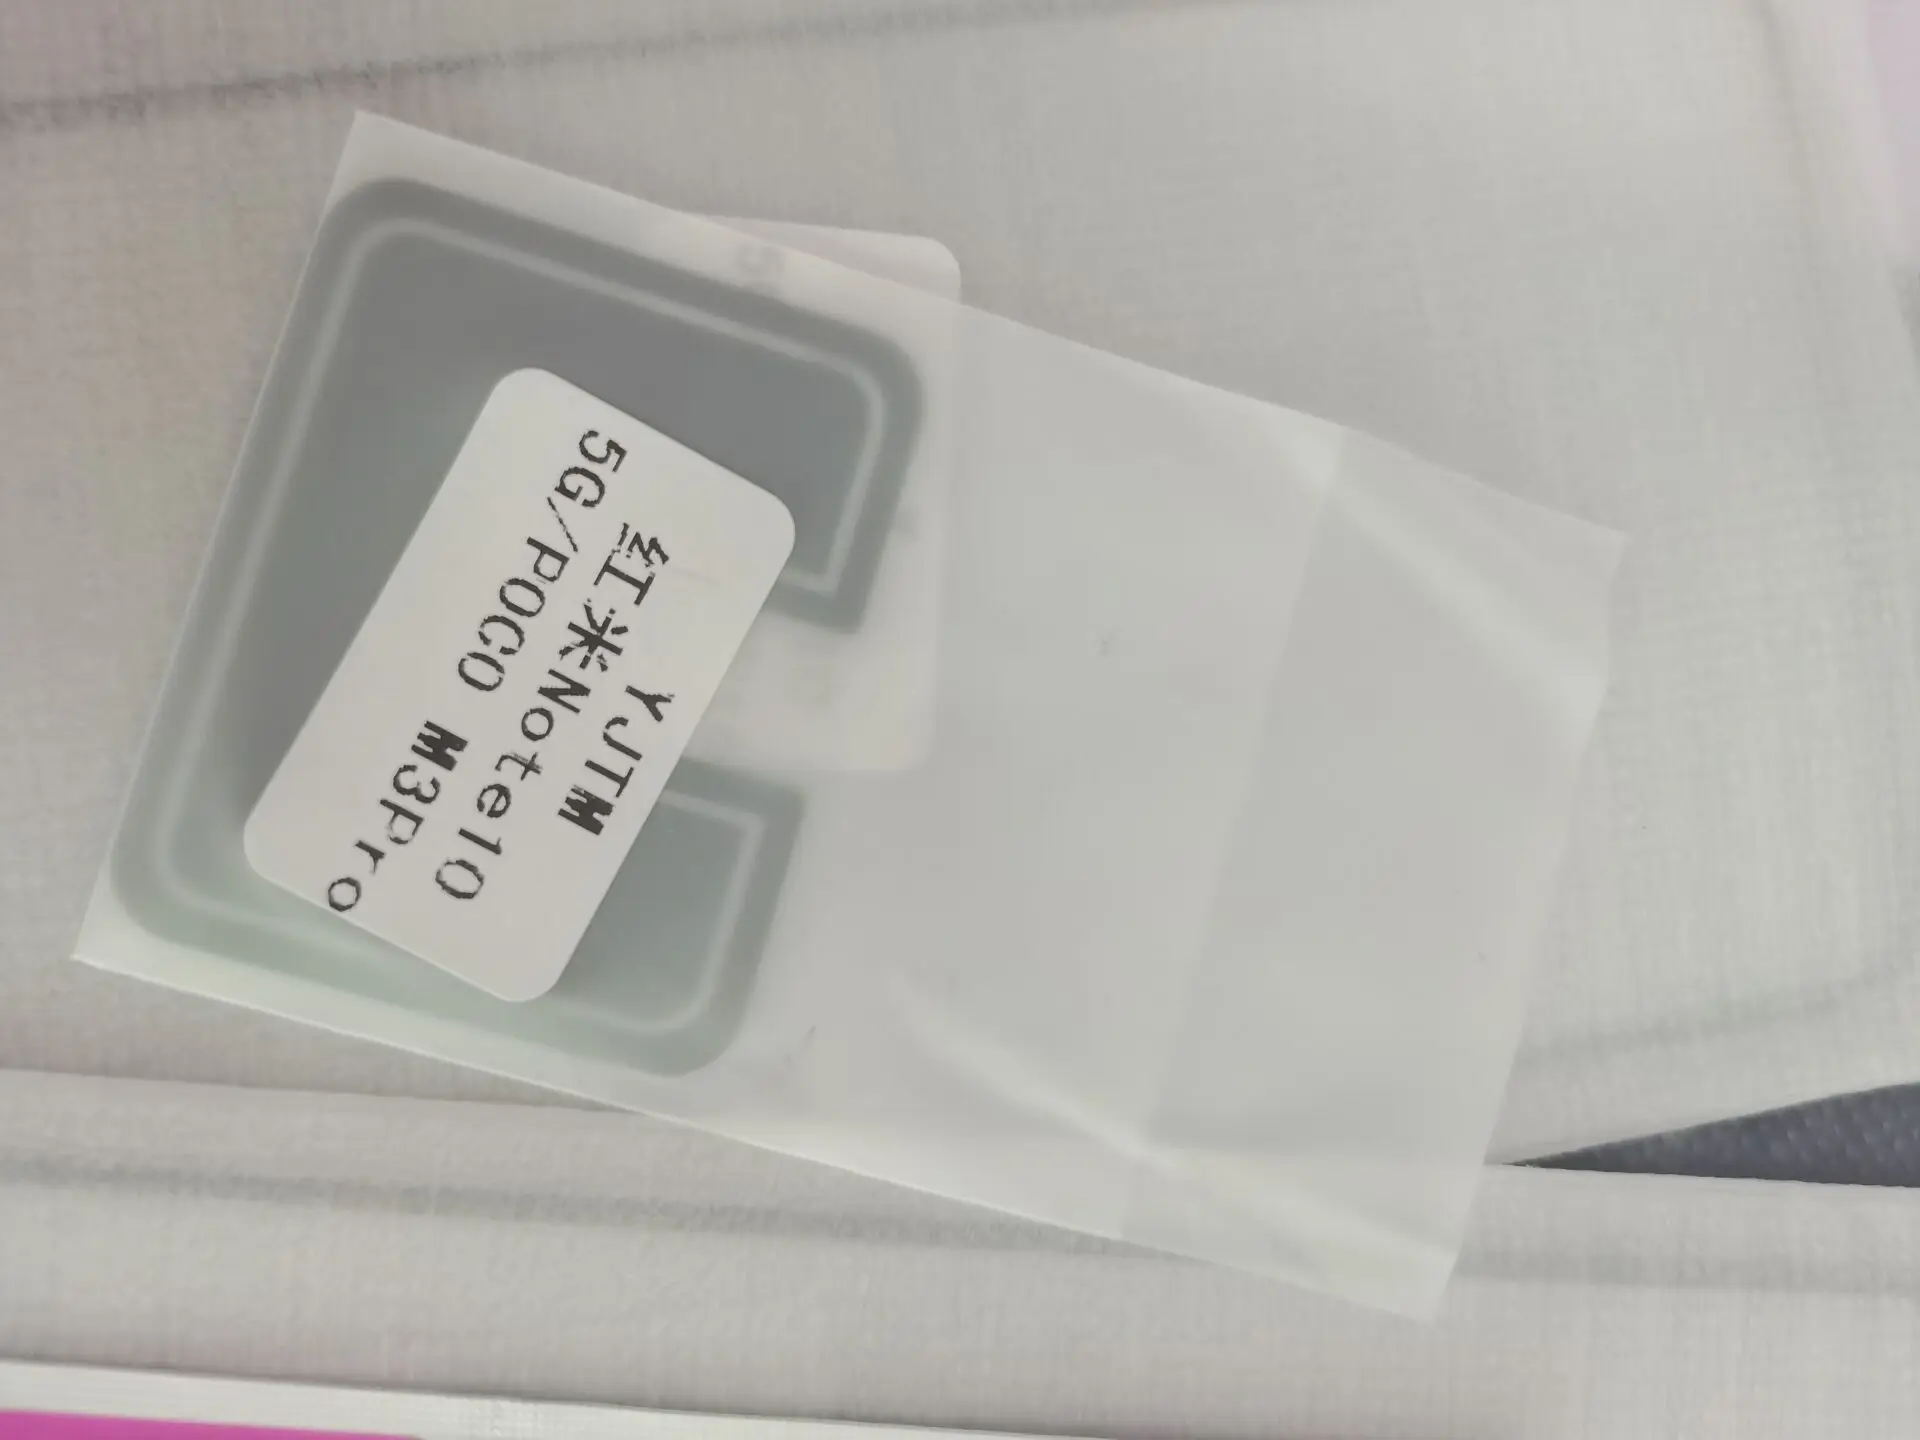 YJTM
红米Note10
5G/POCO M3Pro